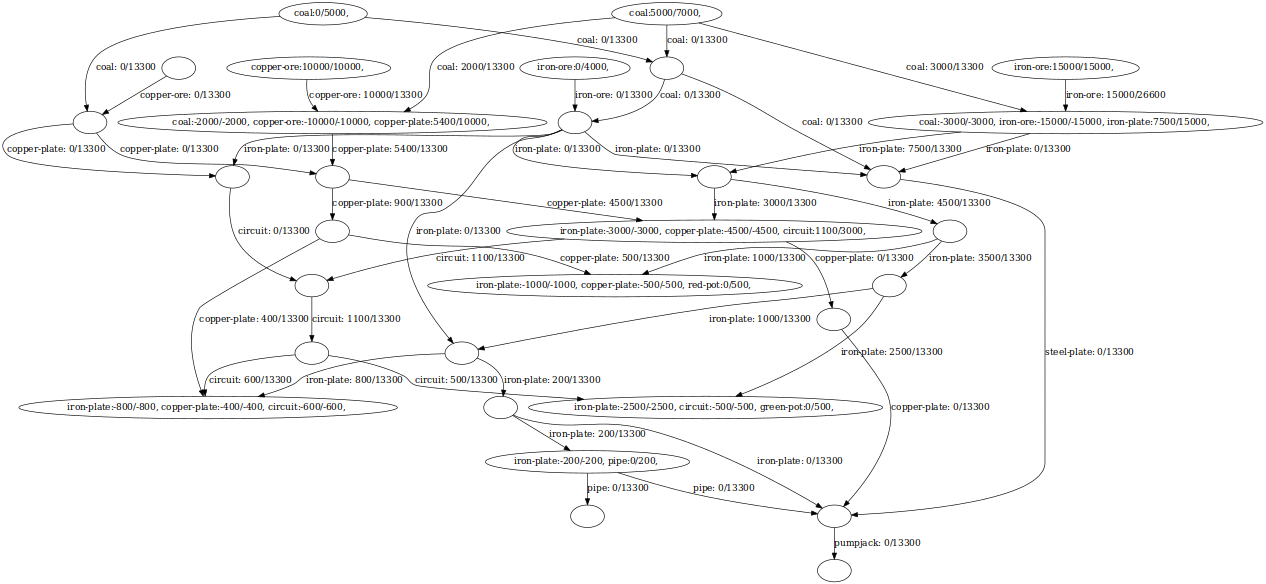 coal:0/5000,
coal:5000/7000,
coal: 0/13300
coal: 0/13300
coal: 0/13300
copper-ore:10000/10000,
coal: 2000/13300
iron-ore:0/4000,
coal: 3000/13300
iron-ore:15000/15000,
copper-ore: 0/13300
copper-ore: 10000/13300
iron-ore: 0/13300
coal: 0/13300
iron-ore: 15000/26600
coal:-2000/-2000, copper-ore:-10000/-10000, copper-plate:5400/10000,
coal: 0/13300
coal:-3000/-3000, iron-ore:-15000/-15000, iron-plate:7500/15000,
copper-plate: 0/13300
copper-plate: 0/13300
iron-plate: 0/13300
copper-plate: 5400/13300
iron-plate: 0/13300
iron-plate: 0/13300
iron-plate: 7500/13300
iron-plate: 0/13300
copper-plate: 900/13300
copper-plate: 4500/13300
iron-plate: 3000/13300
iron-plate: 4500/13300
circuit: 0/13300
iron-plate: 0/13300
iron-plate:-3000/-3000, copper-plate:-4500/-4500, circuit:1100/3000,
circuit: 1100/13300
copper-plate: 500/13300
iron-plate: 1000/13300
copper-plate: 0/13300
iron-plate: 3500/13300
iron-plate:-1000/-1000, copper-plate:-500/-500, red-pot:0/500,
copper-plate: 400/13300
circuit: 1100/13300
iron-plate: 1000/13300
iron-plate: 2500/13300
steel-plate: 0/13300
circuit: 600/13300
iron-plate: 800/13300
circuit: 500/13300
iron-plate: 200/13300
iron-plate:-800/-800, copper-plate:-400/-400, circuit:-600/-600,
iron-plate:-2500/-2500, circuit:-500/-500, green-pot:0/500,
copper-plate: 0/13300
iron-plate: 200/13300
iron-plate:-200/-200, pipe:0/200,
iron-plate: 0/13300
pipe: 0/13300
pipe: 0/13300
pumpjack: 0/13300